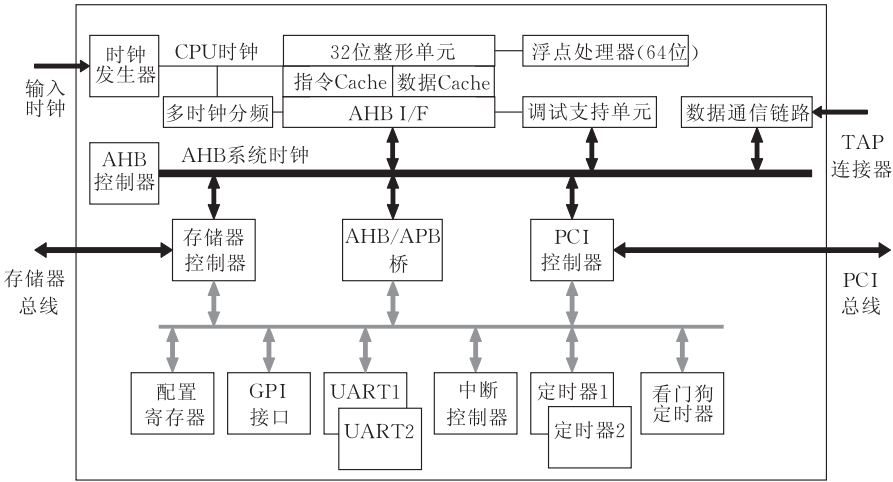 时钟
发生器
CPU时钟
32位整形单元
浮点处理器(64位)
指令Cache
数据Cache
输入
时钟
多时钟分频
AHB I/F
调试支持单元
数据通信链路
TAP
连接器
AHB
控制器
AHB系统时钟
存储器
控制器
AHB/APB
桥
PCI
控制器
存储器
总线
PCI
总线
配置
寄存器
GPI
接口
UART1
UART2
中断
控制器
定时器1
定时器2
看门狗
定时器